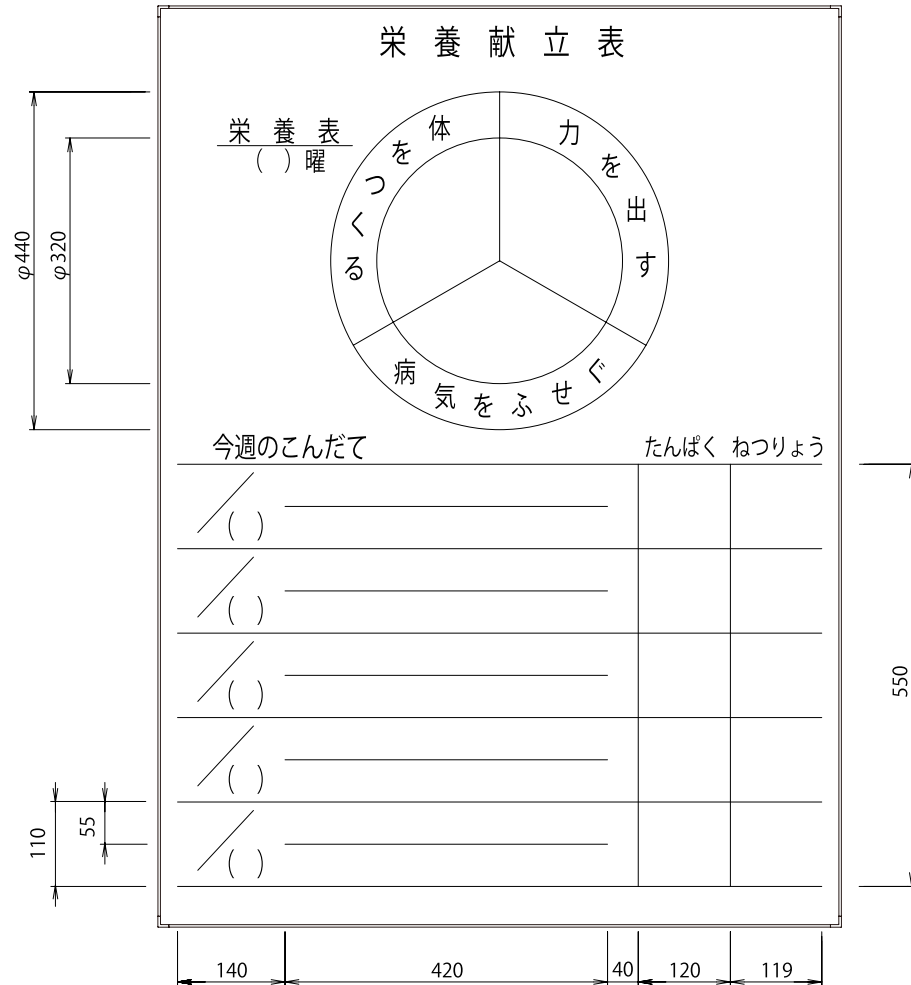 栄養献立表
栄養表
( )曜
体をつくる
力を出す
病気をふせぐ
φ440
φ320
今週のこんだて
たんぱく ねつりょう
( )
( )
( )
( )
( )
550
110
55
140 420 40 120 119